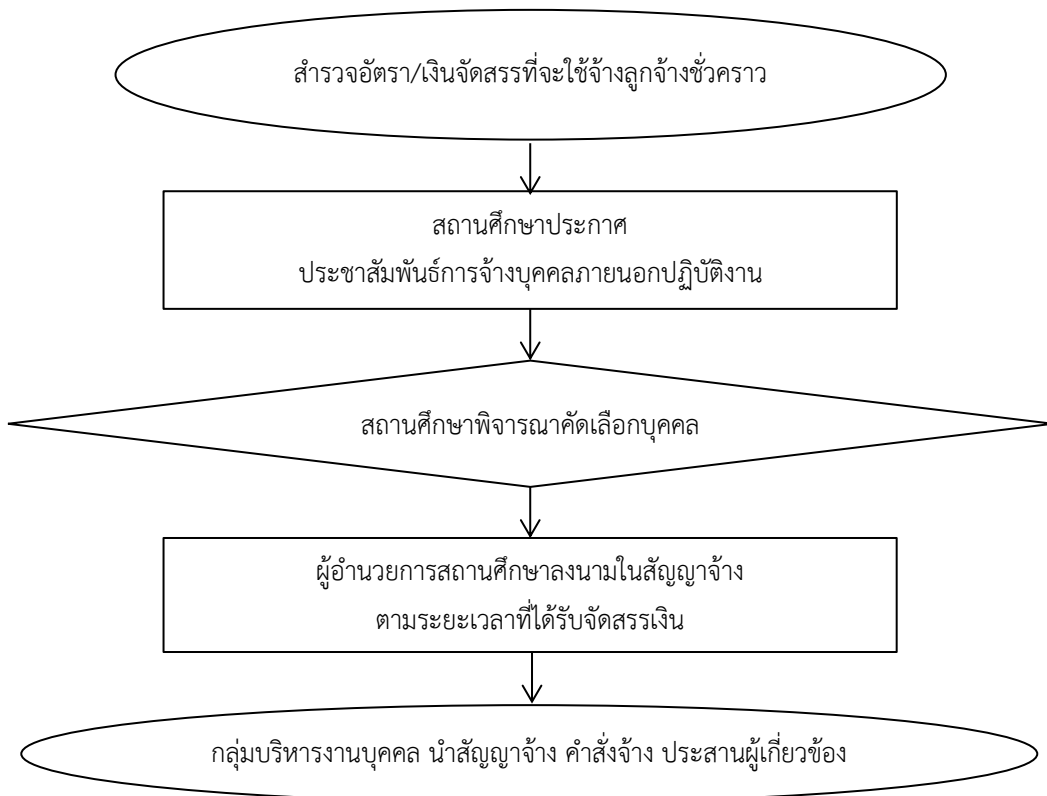 สำรวจอัตรา/เงินจัดสรรที่จะใช้จ้างลูกจ้างชั่วคราว
สถานศึกษาประกาศ
ประชาสัมพันธ์การจ้างบุคคลภายนอกปฏิบัติงาน
สถานศึกษาพิจารณาคัดเลือกบุคคล
ผู้อำนวยการสถานศึกษาลงนามในสัญญาจ้าง
ตามระยะเวลาที่ได้รับจัดสรรเงิน
กลุ่มบริหารงานบุคคล นำสัญญาจ้าง คำสั่งจ้าง ประสานผู้เกี่ยวข้อง